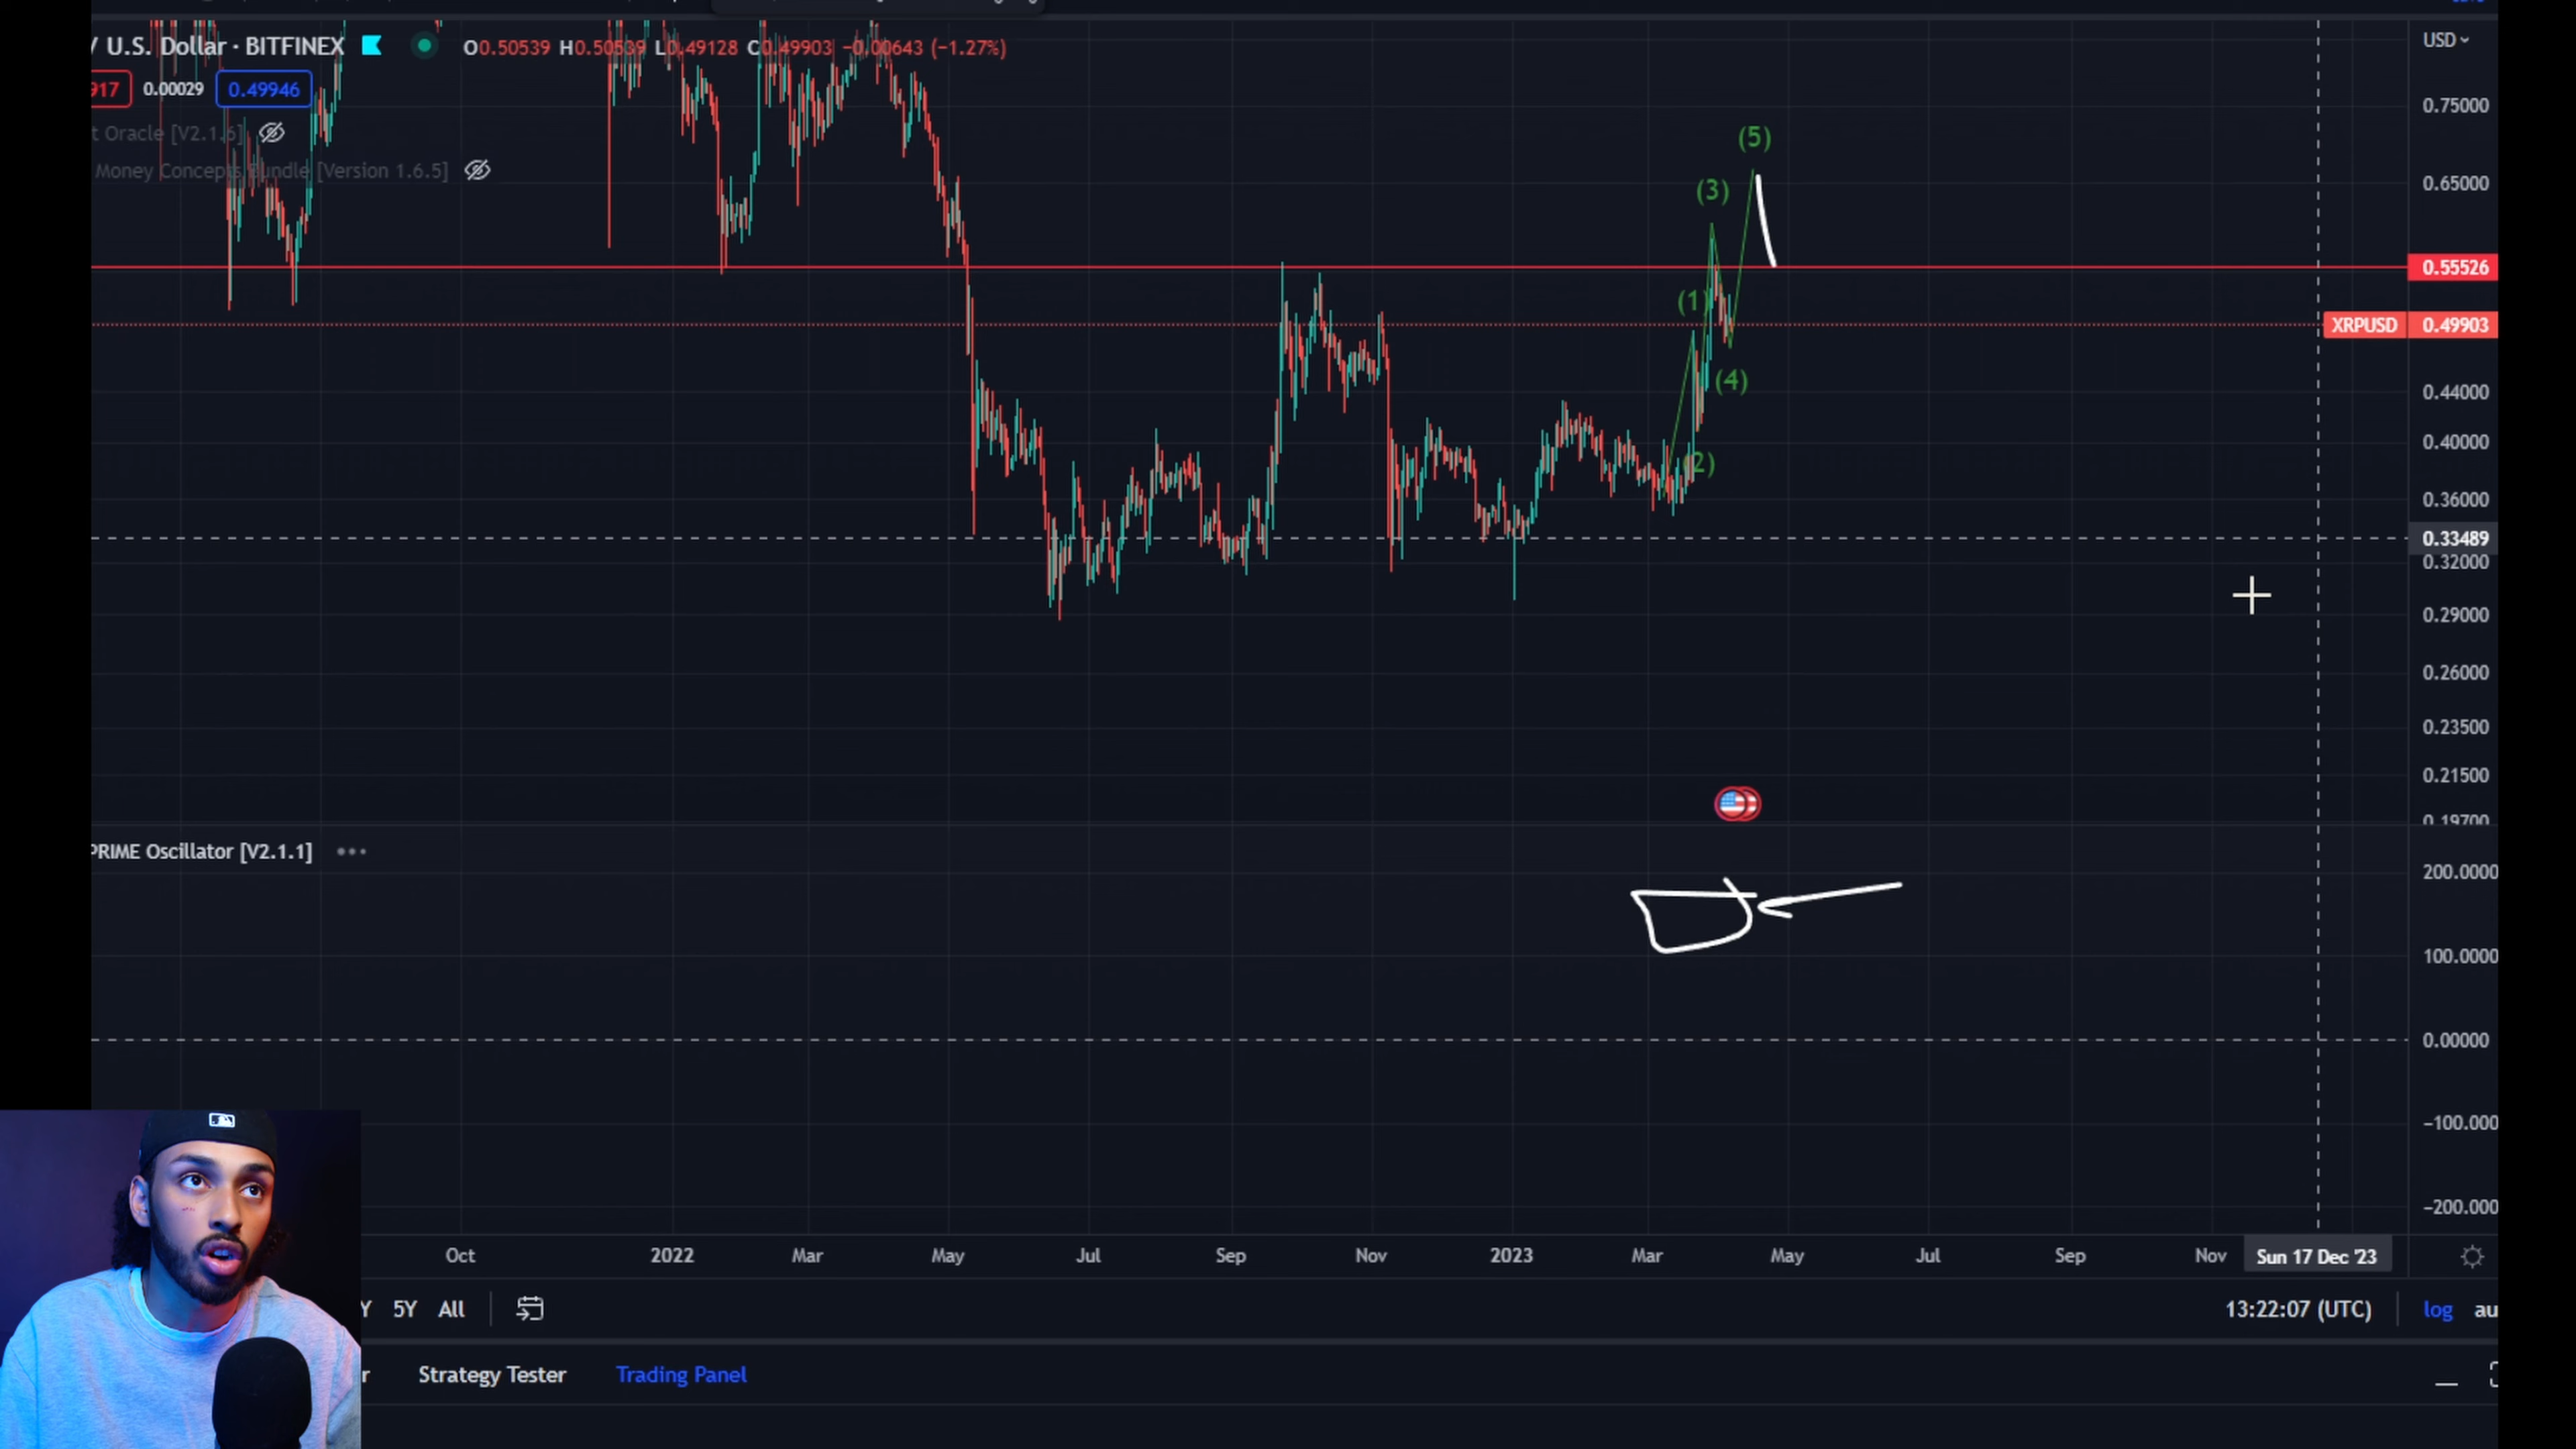 / U.S. Dollar · BITFINEX O0.50539 H0.50539 L0.49128 C0.49903 −0.00643 (−1.27%)
USD
917 0.00029 0.49946
t Oracle [V2.1.6]
Money Concepts Bundle [Version 1.6.5]
0.75000
(5)
0.65000
(3)
0.55526
(1)
XRPUSD 0.49903
(4)
0.44000
0.40000
(2)
0.36000
0.33489
0.32000
0.29000
0.26000
0.23500
0.21500
0.19700
PRIME Oscillator [V2.1.1] •••
200.0000
100.0000
0.00000
−100.000
−200.000
Oct 2022 Mar May Jul Sep Nov 2023 Mar May Jul Sep Nov Sun 17 Dec '23
Y 5Y All 13:22:07 (UTC) log au
r Strategy Tester Trading Panel